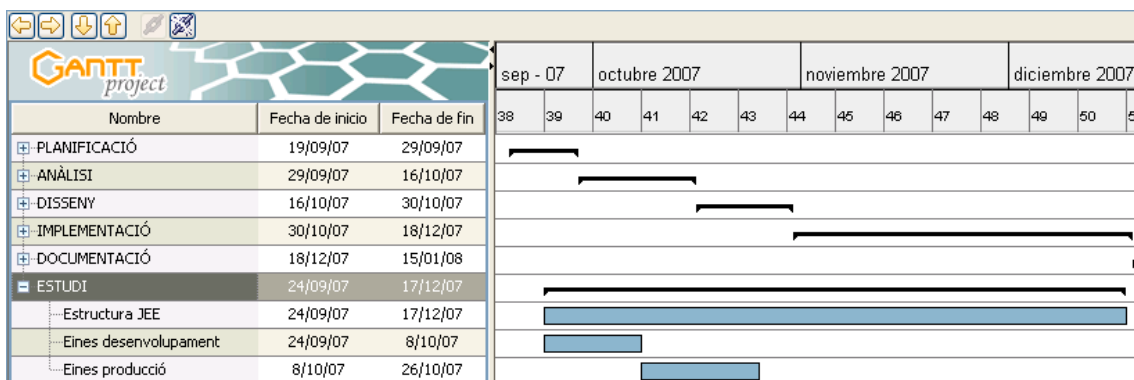 GANTT
project
sep - 07 octubre 2007 noviembre 2007 diciembre 2007
Nombre Fecha de inicio Fecha de fin 38 39 40 41 42 43 44 45 46 47 48 49 50
PLANIFICACIÓ 19/09/07 29/09/07
ANÀLISI 29/09/07 16/10/07
DISSENY 16/10/07 30/10/07
IMPLEMENTACIÓ 30/10/07 18/12/07
DOCUMENTACIÓ 18/12/07 15/01/08
ESTUDI 24/09/07 17/12/07
Estructura JEE 24/09/07 17/12/07
Eines desenvolupament 24/09/07 8/10/07
Eines producció 8/10/07 26/10/07